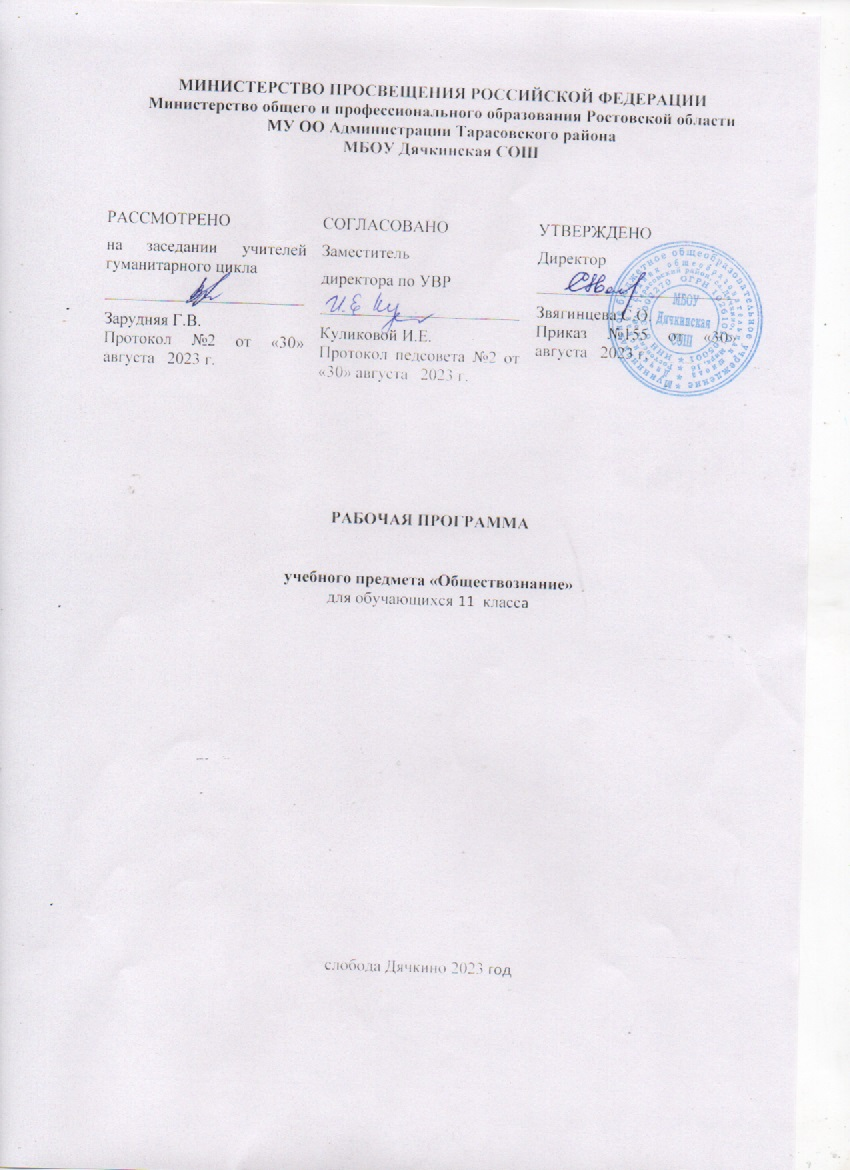 МИНИСТЕРСТВО ПРОСВЕЩЕНИЯ РОССИЙСКОЙ ФЕДЕРАЦИИ
Министерство общего и профессионального образования Ростовской области
МУ ОО Администрации Тарасовского района
МБОУ Дячкинская СОШ
РАССМОТРЕНО
на заседании учителей
гуманитарного цикла
Зарудняя Г.В.
Протокол №2 от «30»
августа 2023 г.
СОГЛАСОВАНО
Заместитель
директора по УВР
Куликовой И.Е.
Протокол педсовета №2 от
«30» августа 2023 г.
УТВЕРЖДЕНО
Директор
Звягинцева С.О.
Приказ №155 от «30»
августа 2023 г.
МБОУ
Дячкинская
СОШ
РАБОЧАЯ ПРОГРАММА
учебного предмета «Обществознание»
для обучающихся 11 класса
слобода Дячкино 2023 год